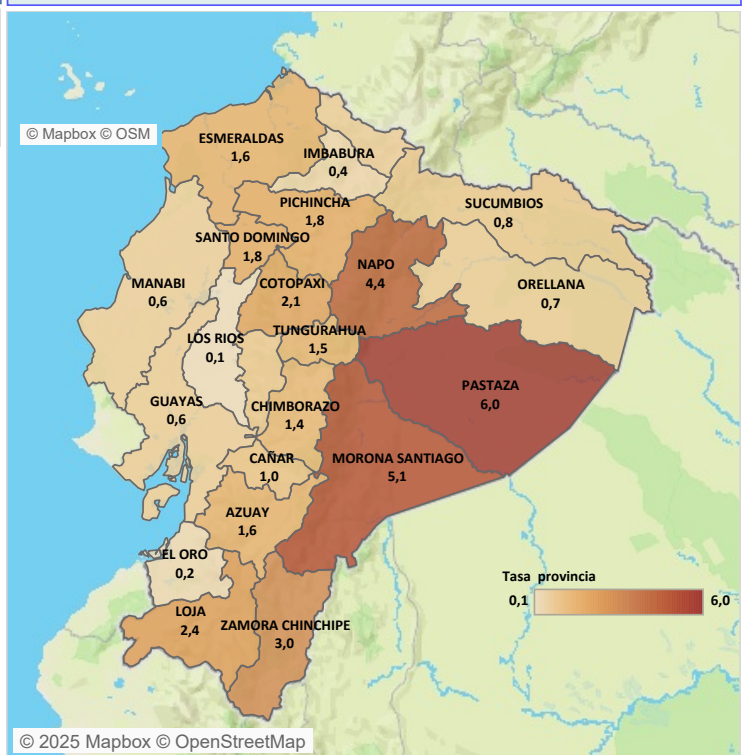 © Mapbox © OSM
ESMERALDAS
1,6
IMBABURA
0,4
PICHINCHA
1,8
SUCUMBIOS
0,8
SANTO DOMINGO
1,8
NAPO
4,4
MANABI
0,6
COTOPAXI
2,1
ORELLANA
0,7
TUNGURAHUA
1,5
LOS RIOS
0,1
PASTAZA
6,0
GUAYAS
0,6
CHIMBORAZO
1,4
CAÑAR
1,0
MORONA SANTIAGO
5,1
AZUAY
1,6
EL ORO
0,2
Tasa provincia
0,1 6,0
LOJA
2,4
ZAMORA CHINCHIPE
3,0
© 2025 Mapbox © OpenStreetMap